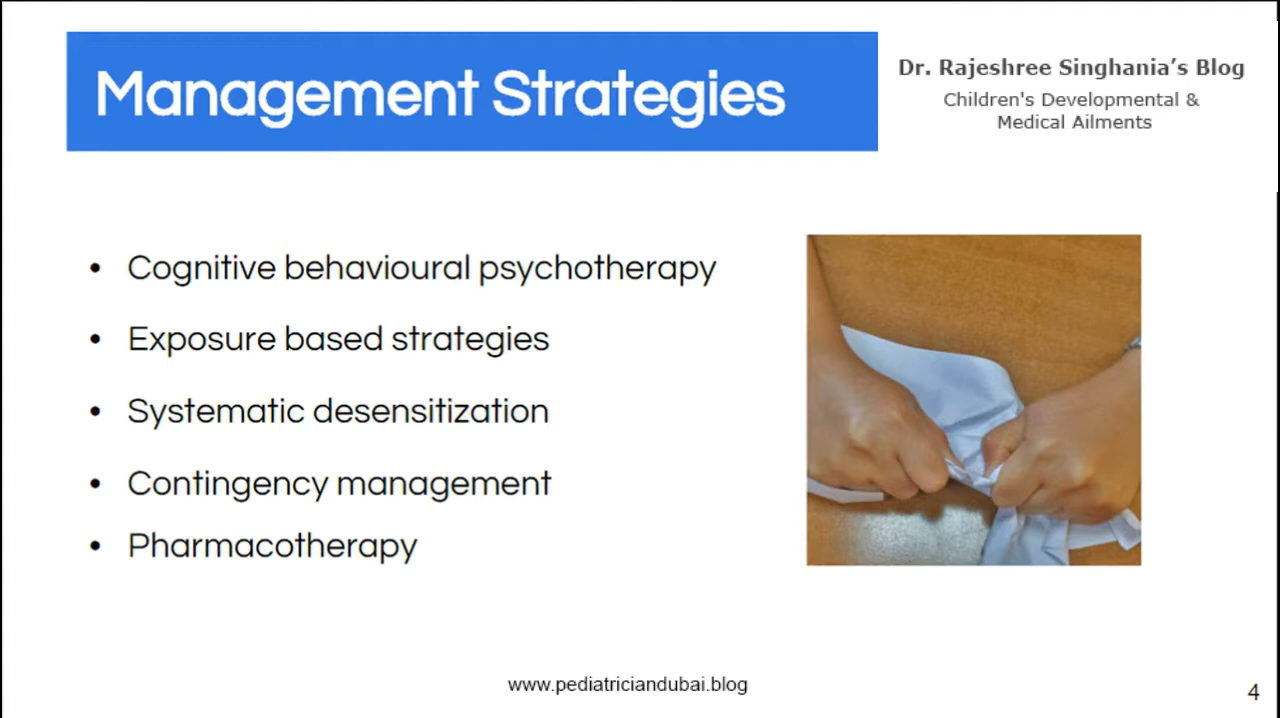 Management Strategies
Dr. Rajeshree Singhania's Blog
Children's Developmental &
Medical Ailments
• Cognitive behavioural psychotherapy
• Exposure based strategies
• Systematic desensitization
• Contingency management
• Pharmacotherapy
www.pediatriciandubai.blog
4